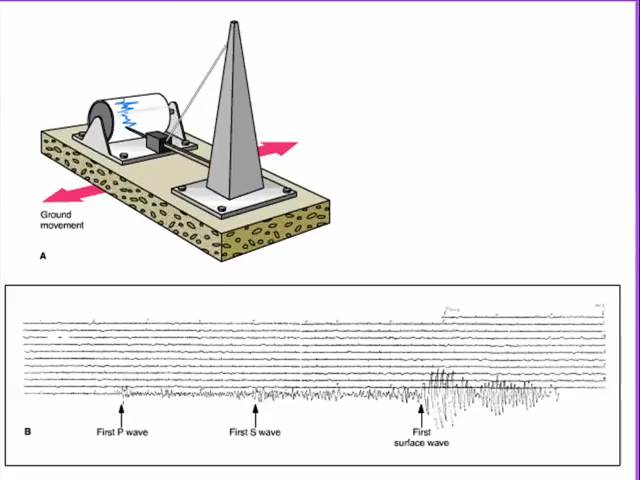 Ground
movement
A
B
First P wave
First S wave
First
surface wave